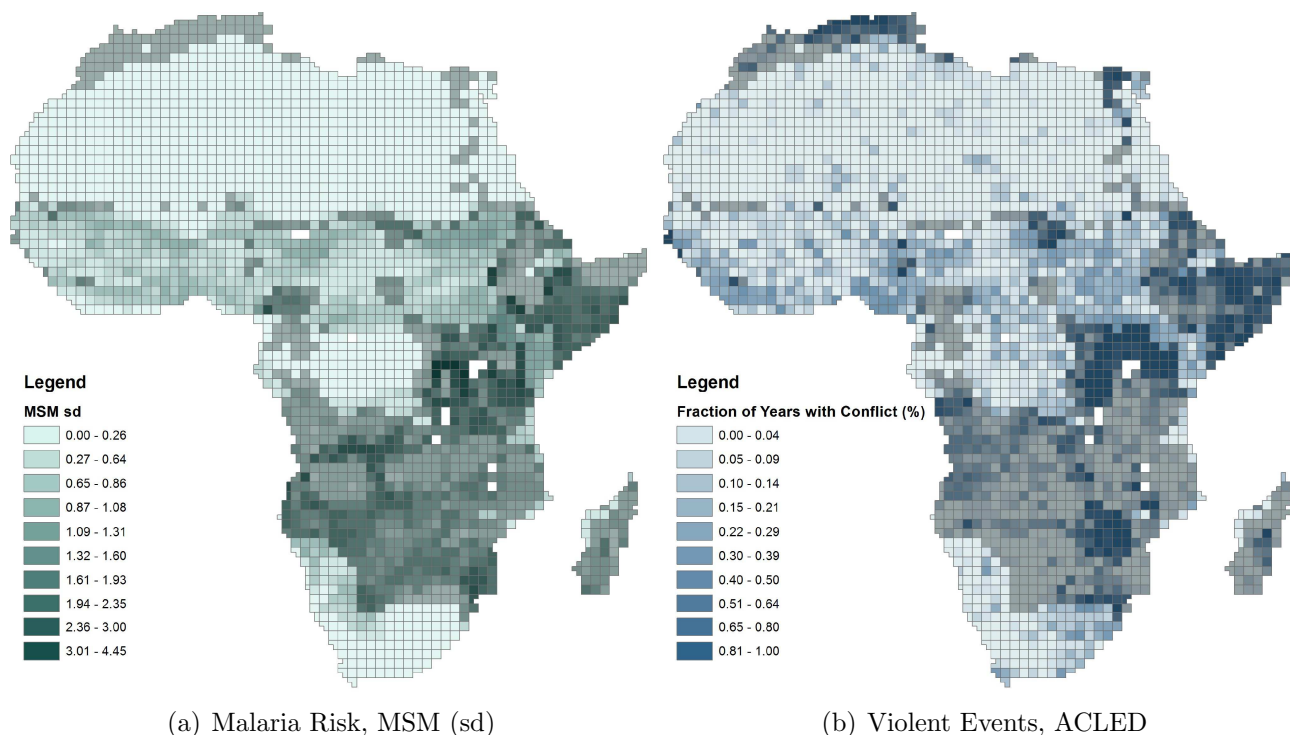 Legend
MSM sd
0.00 - 0.26
0.27 - 0.64
0.65 - 0.86
0.87 - 1.08
1.09 - 1.31
1.32 - 1.60
1.61 - 1.93
1.94 - 2.35
2.36 - 3.00
3.01 - 4.45
(a) Malaria Risk, MSM (sd)
Legend
Fraction of Years with Conflict (%)
0.00 - 0.04
0.05 - 0.09
0.10 - 0.14
0.15 - 0.21
0.22 - 0.29
0.30 - 0.39
0.40 - 0.50
0.51 - 0.64
0.65 - 0.80
0.81 - 1.00
(b) Violent Events, ACLED